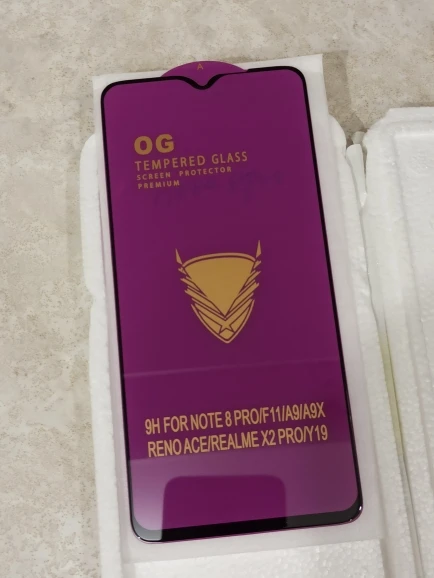 A
OG
TEMPERED GLASS
SCREEN PROTECTOR
PREMIUM
9H FOR NOTE 8 PRO/F11/A9/A9X
RENO ACE/REALME X2 PRO/Y19